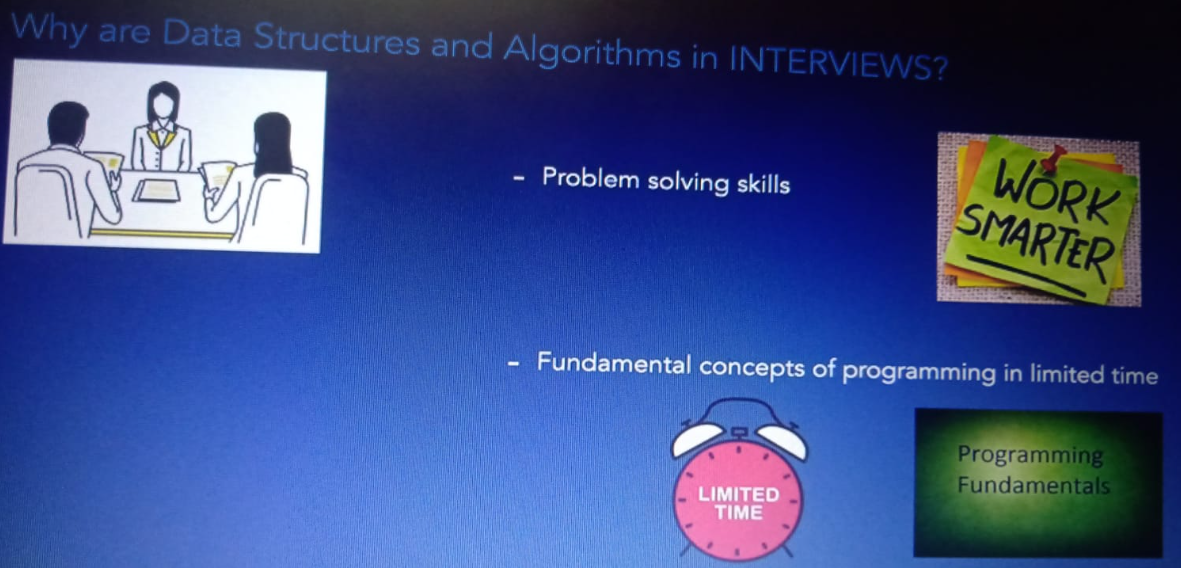 Why are Data Structures and Algorithms in INTERVIEWS?
- Problem solving skills
WORK
SMARTER
- Fundamental concepts of programming in limited time
LIMITED
TIME
Programming
Fundamentals